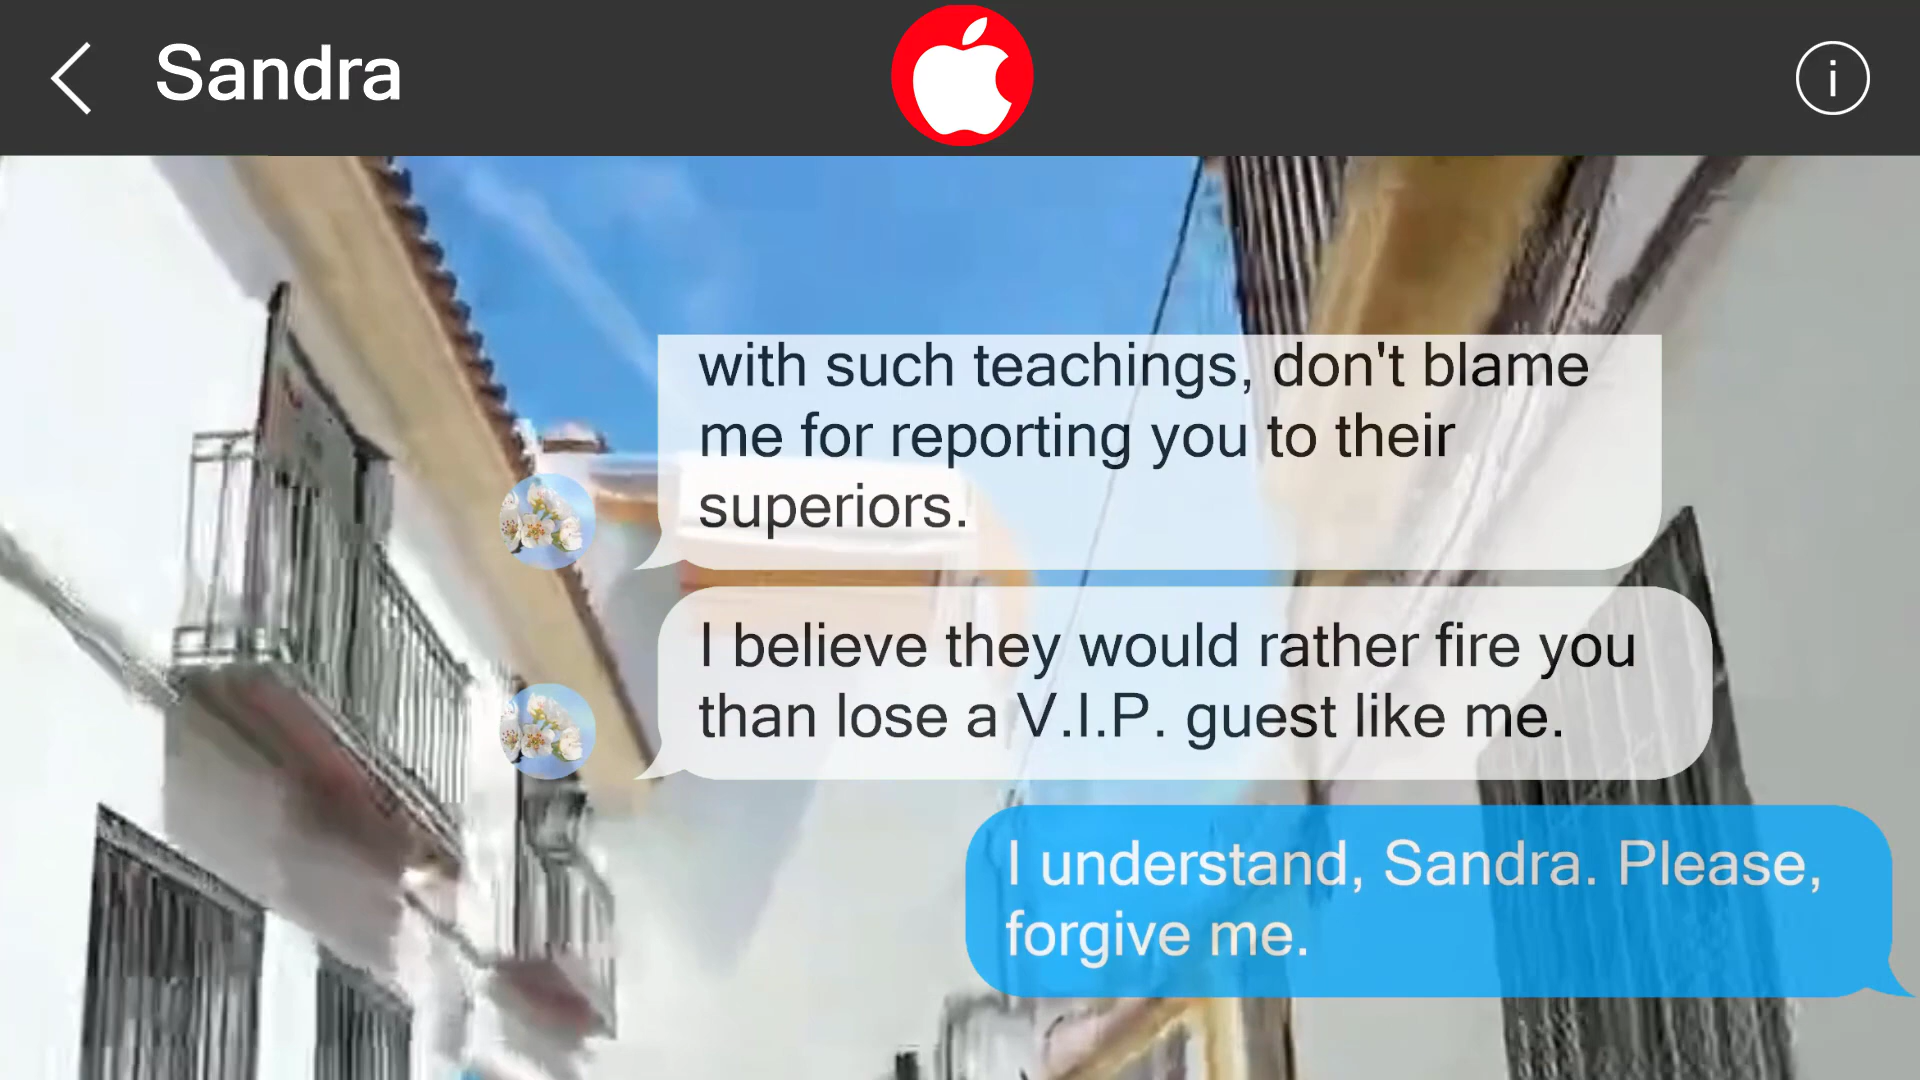 Sandra
i
with such teachings, don't blame
me for reporting you to their
superiors.
I believe they would rather fire you
than lose a V.I.P. guest like me.
I understand, Sandra. Please,
forgive me.